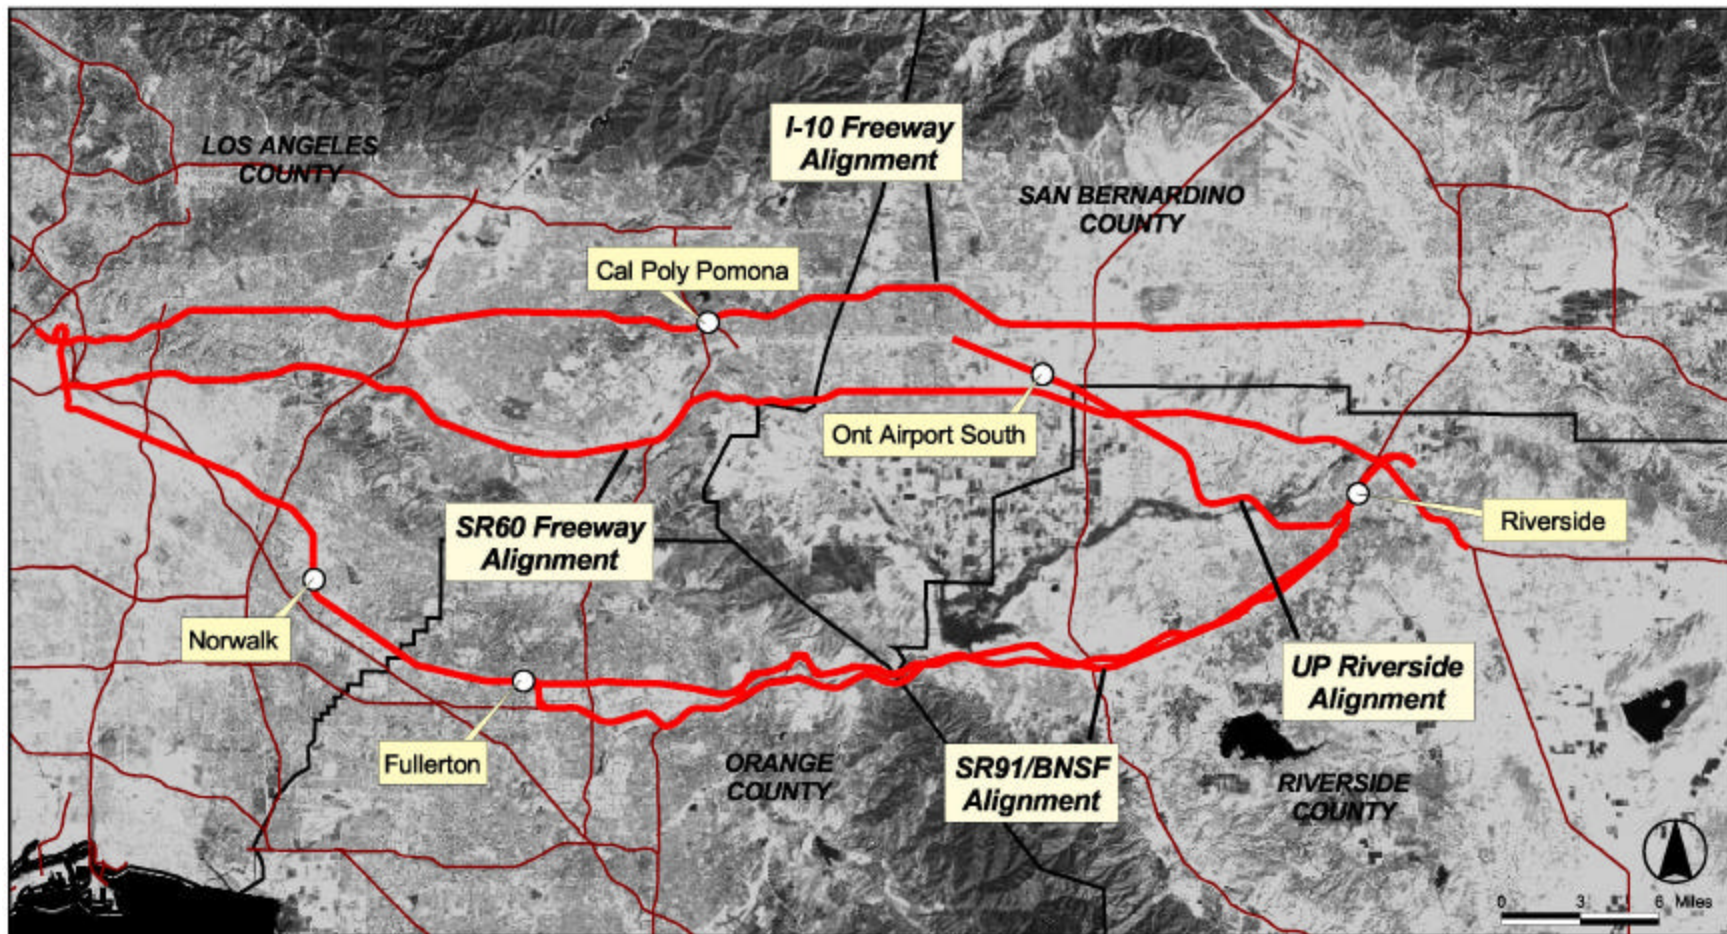 I-10 Freeway
Alignment
LOS ANGELES
COUNTY
SAN BERNARDINO
COUNTY
Cal Poly Pomona
Ont Airport South
SR60 Freeway
Alignment
Riverside
Norwalk
UP Riverside
Alignment
Fullerton
ORANGE
COUNTY
SR91/BNSF
Alignment
RIVERSIDE
COUNTY
0 3 6 Miles